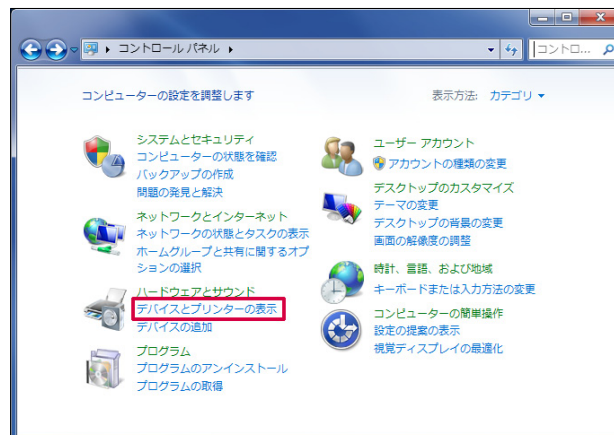 コントロール パネル
コントロ...
コンピューターの設定を調整します
表示方法: カテゴリ
システムとセキュリティ
コンピューターの状態を確認
バックアップの作成
問題の発見と解決
ネットワークとインターネット
ネットワークの状態とタスクの表示
ホームグループと共有に関するオプ
ションの選択
ハードウェアとサウンド
デバイスとプリンターの表示
デバイスの追加
プログラム
プログラムのアンインストール
プログラムの取得
ユーザー アカウント
アカウントの種類の変更
デスクトップのカスタマイズ
テーマの変更
デスクトップの背景の変更
画面の解像度の調整
時計、言語、および地域
キーボードまたは入力方法の変更
コンピューターの簡単操作
設定の提案の表示
視覚ディスプレイの最適化